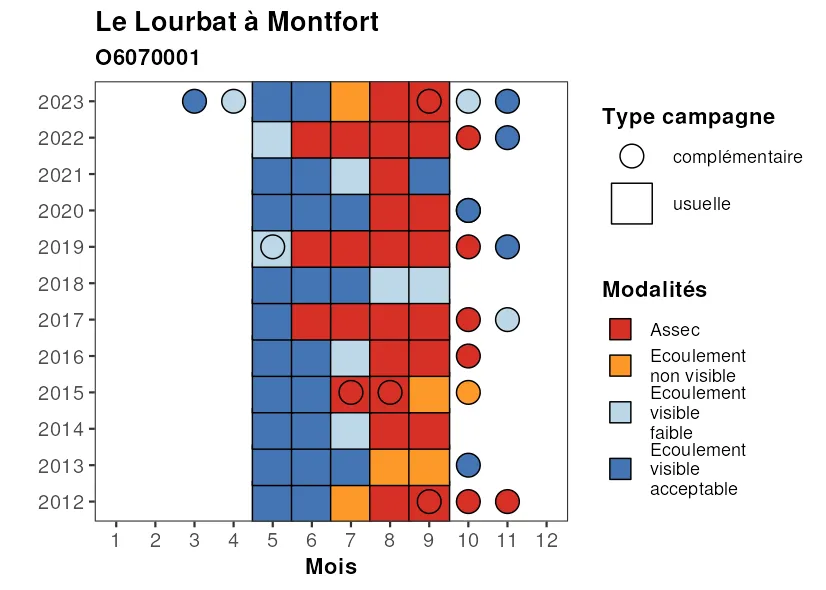 Le Lourbat à Montfort
O6070001
2023
2022
2021
2020
2019
2018
2017
2016
2015
2014
2013
2012
1 2 3 4 5 6 7 8 9 10 11 12
Mois
Type campagne
complémentaire
usuelle
Modalités
Assec
Ecoulement
non visible
Ecoulement
visible
faible
Ecoulement
visible
acceptable